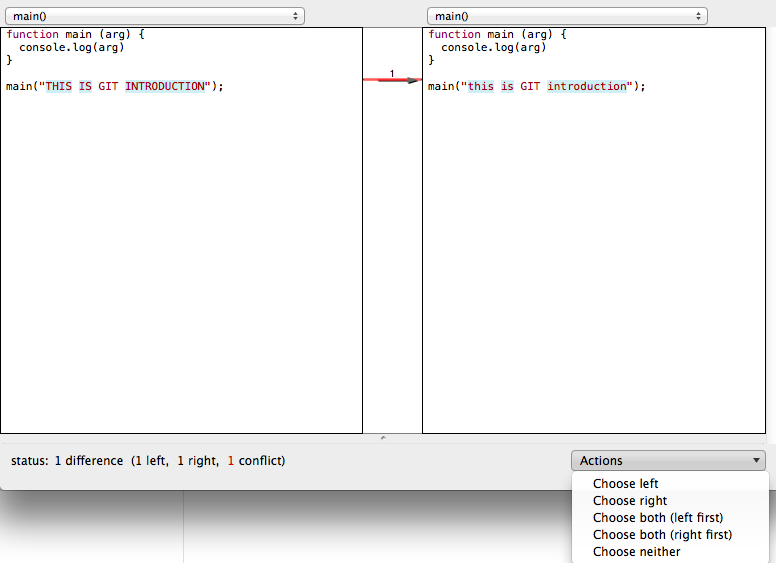 main()
main()
function main (arg) {
  console.log(arg)
}
main("THIS IS GIT INTRODUCTION");
1
function main (arg) {
  console.log(arg)
}
main("this is GIT introduction");
status: 1 difference (1 left, 1 right, 1 conflict)
Actions
Choose left
Choose right
Choose both (left first)
Choose both (right first)
Choose neither